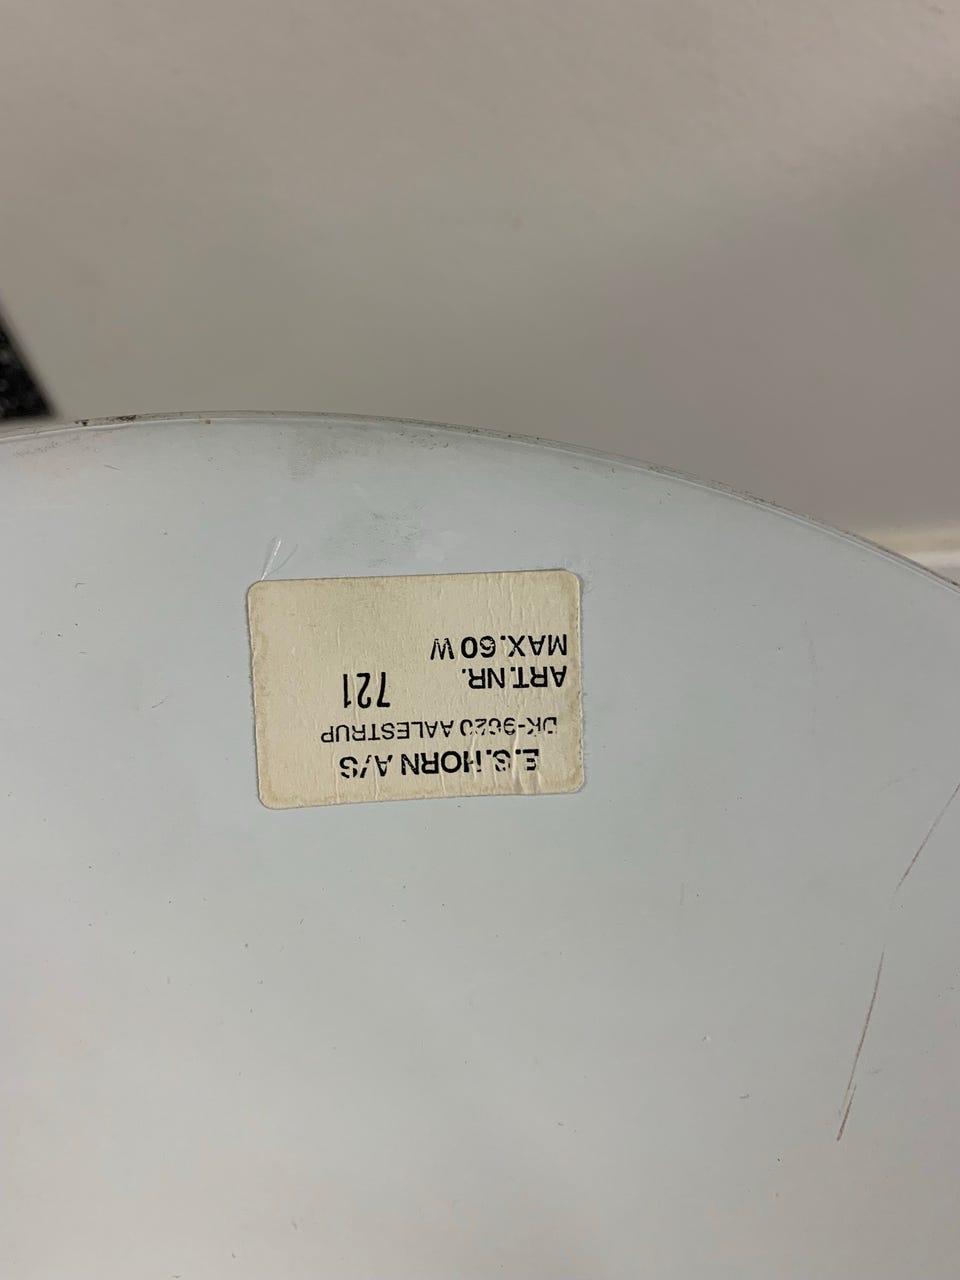 E.S. HORN A/S
DK-9620 AALESTRUP
ART.NR. 721
MAX. 60 W